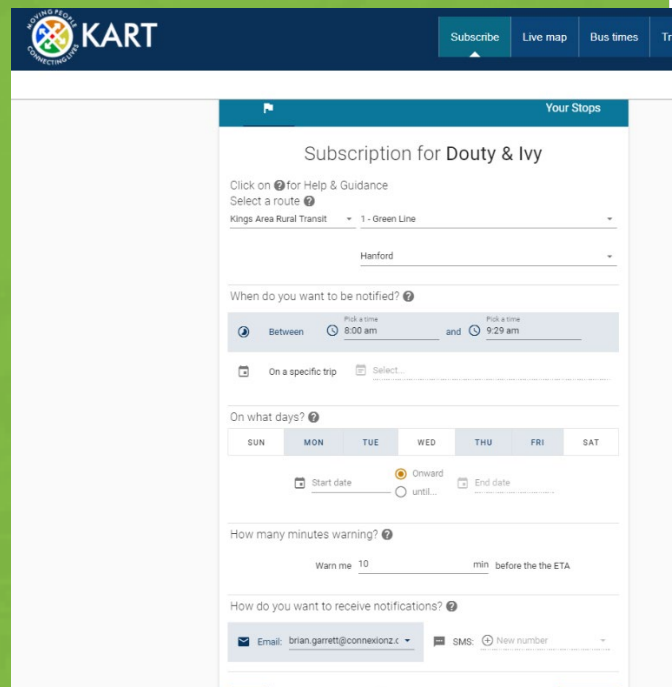 MOVING PEOPLE
CONNECTING LIVES
KART
Subscribe Live map Bus times Tr
Your Stops
Subscription for Douty & Ivy
Click on ? for Help & Guidance
Select a route ?
Kings Area Rural Transit 1 - Green Line
Hanford
When do you want to be notified? ?
Pick a time Pick a time
Between 8:00 am and 9:29 am
On a specific trip Select...
On what days? ?
SUN MON TUE WED THU FRI SAT
Onward
Start date End date
until...
How many minutes warning? ?
Warn me 10 min before the the ETA
How do you want to receive notifications? ?
Email: brian.garrett@connexionz.c SMS: New number